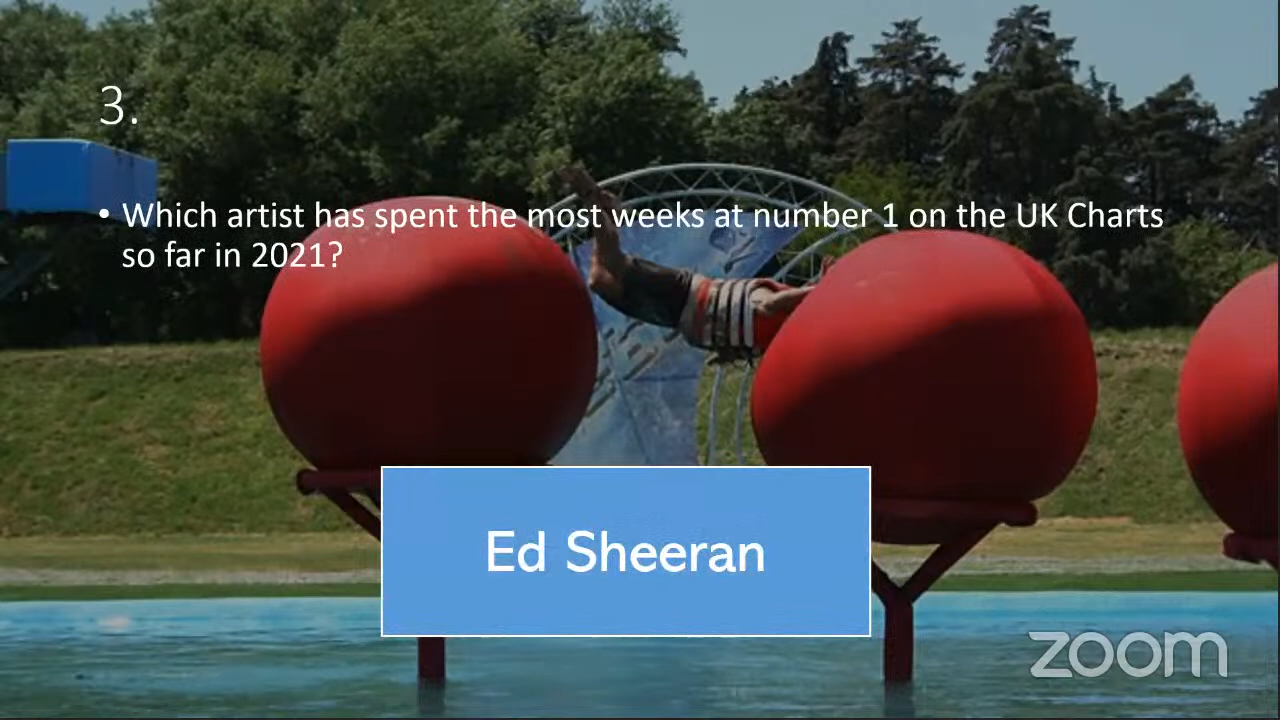 3.
• Which artist has spent the most weeks at number 1 on the UK Charts
so far in 2021?
Ed Sheeran
zoom